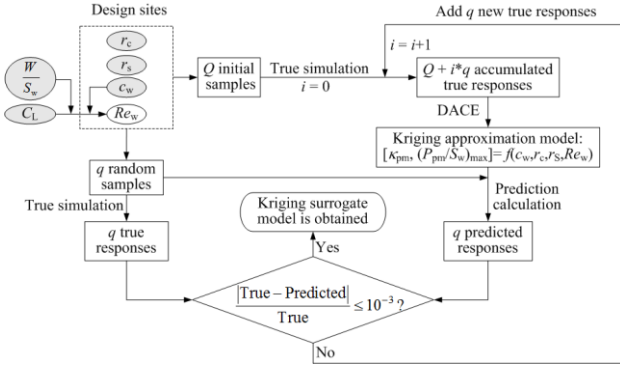 Design sites
Add q new true responses
W
S_w
C_L
r_c
r_s
c_w
Re_w
Q initial
samples
True simulation
i = 0
i = i+1
Q + i*q accumulated
true responses
DACE
Kriging approximation model:
[κ_pm, (P_pm/S_w)_max]= f(c_w,r_c,r_S,Re_w)
q random
samples
True simulation
Prediction
calculation
q true
responses
Kriging surrogate
model is obtained
q predicted
responses
Yes
|True − Predicted|
True
≤ 10⁻³ ?
No